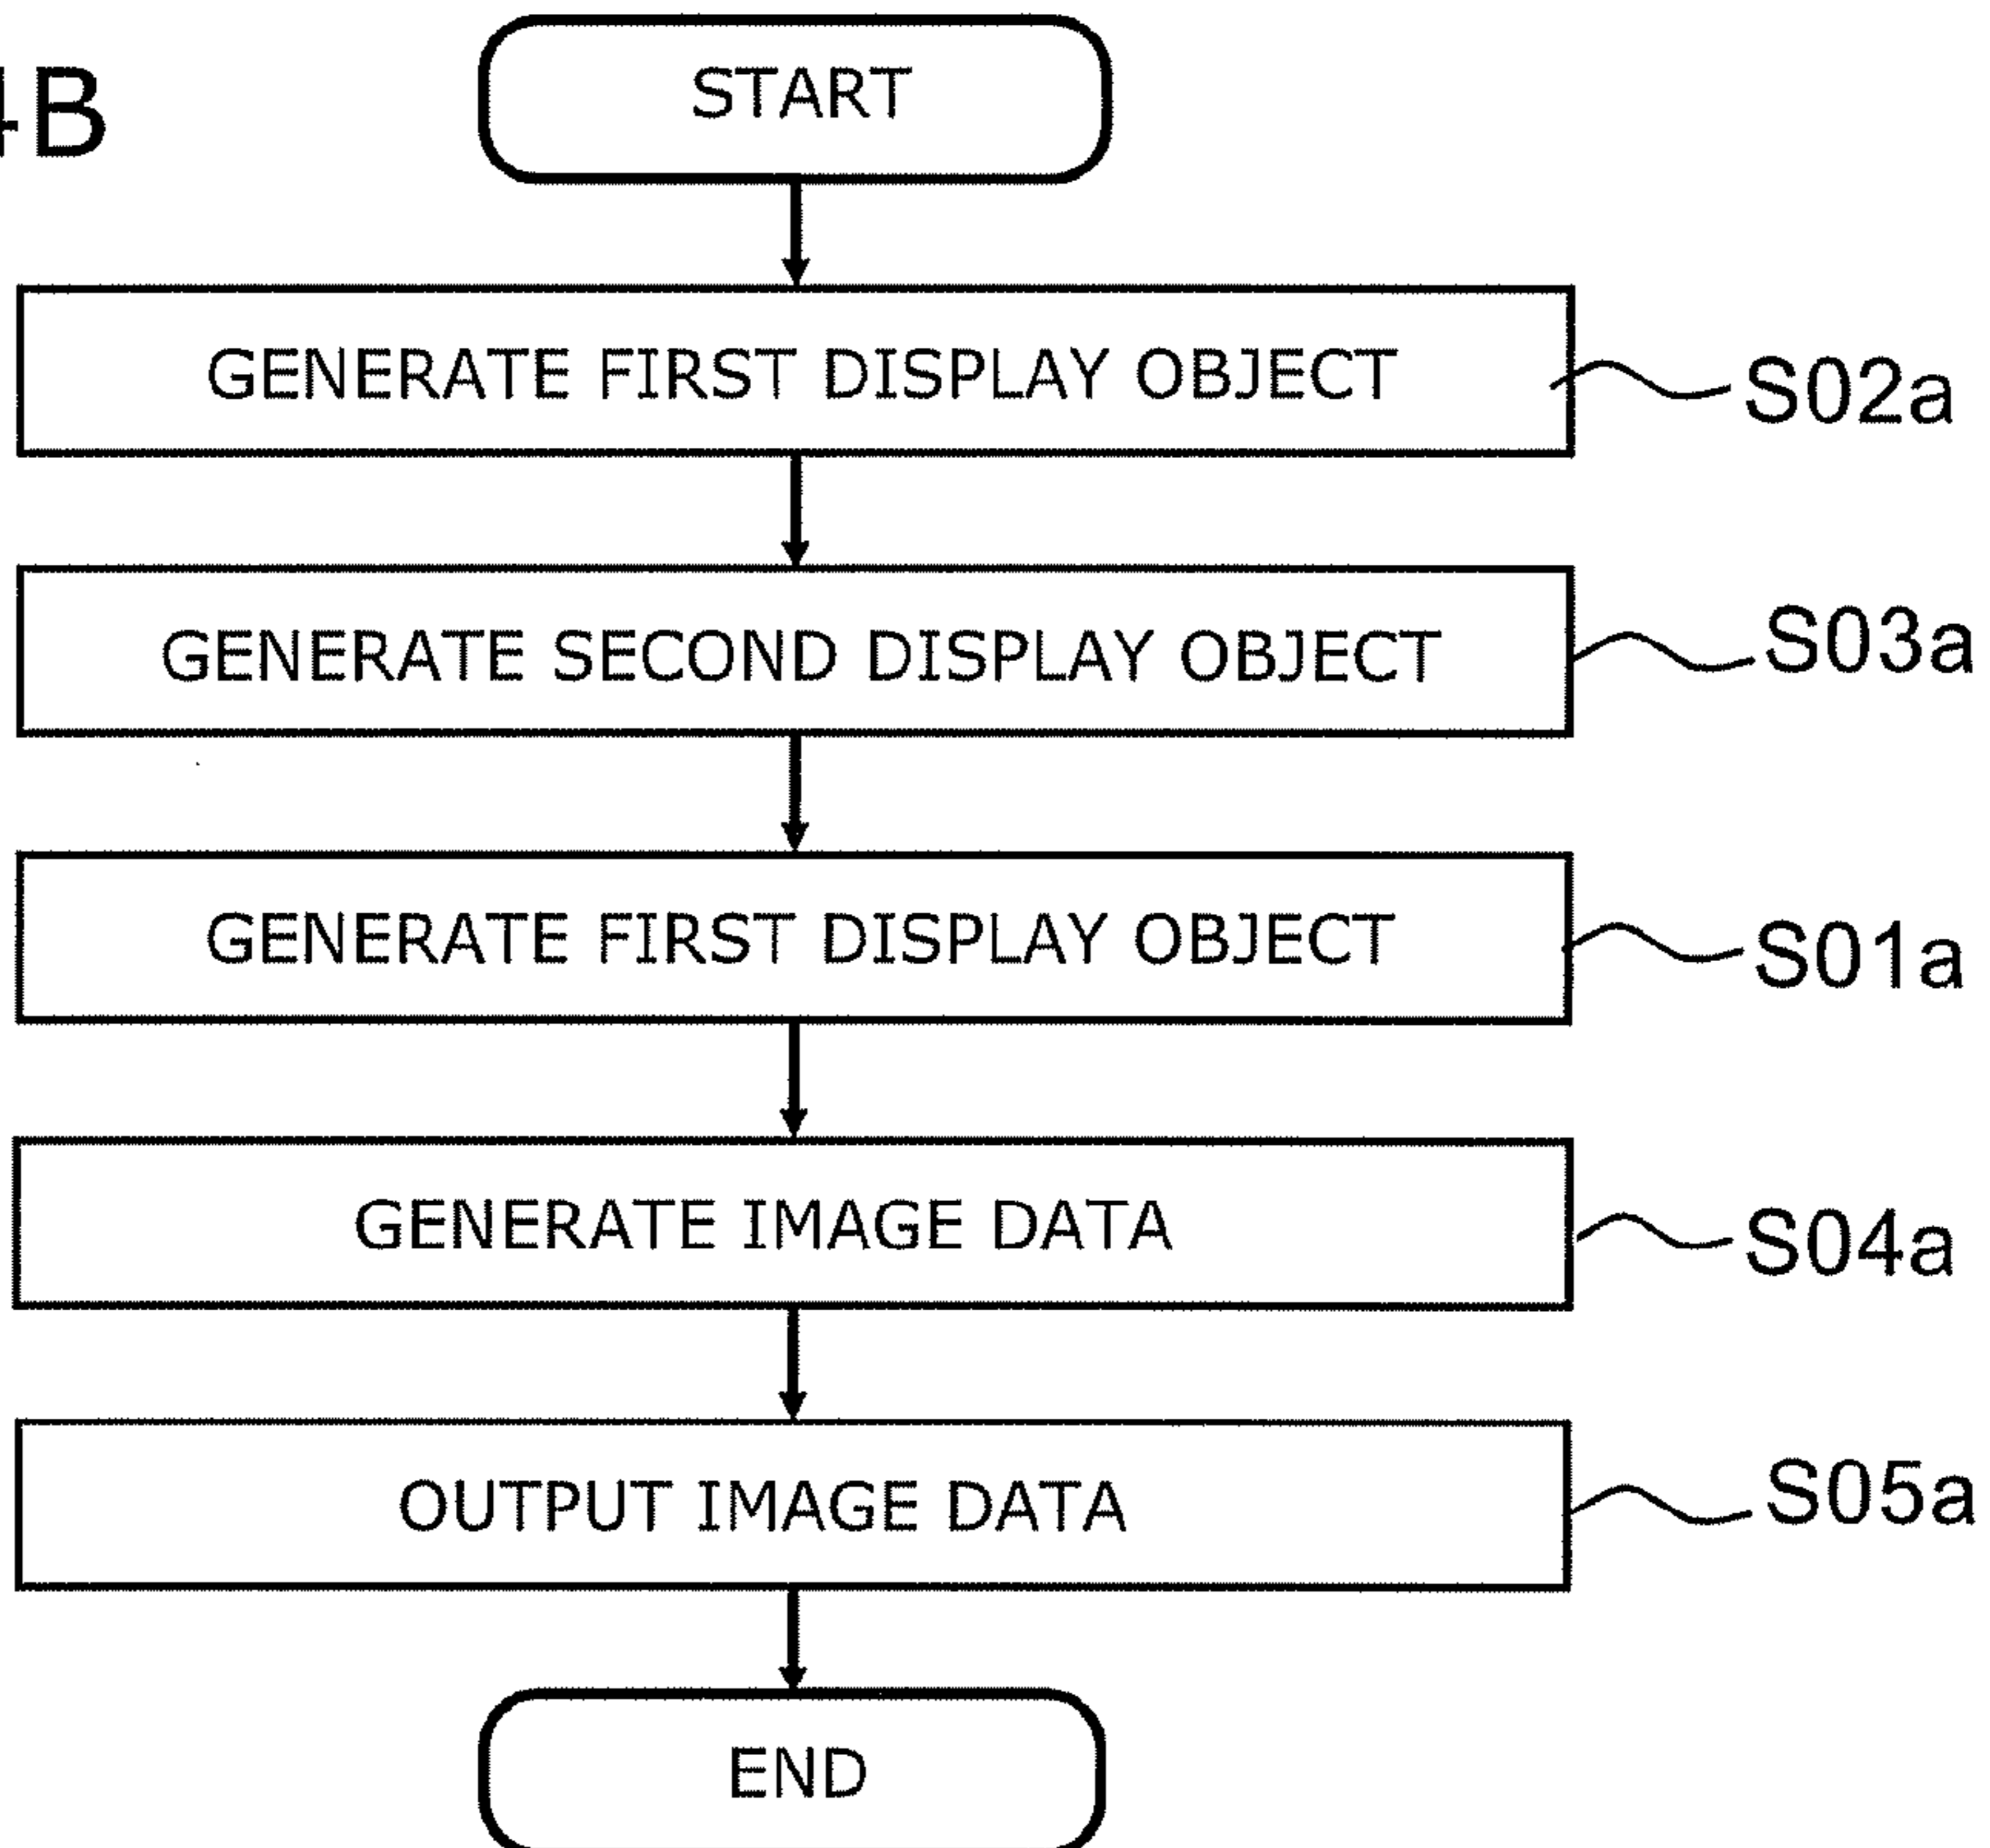 4B
START
GENERATE FIRST DISPLAY OBJECT
S02a
GENERATE SECOND DISPLAY OBJECT
S03a
GENERATE FIRST DISPLAY OBJECT
S01a
GENERATE IMAGE DATA
S04a
OUTPUT IMAGE DATA
S05a
END